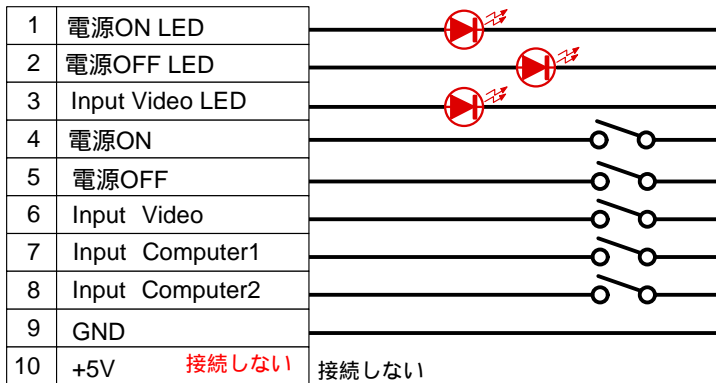 1 電源ON LED
2 電源OFF LED
3 Input Video LED
4 電源ON
5 電源OFF
6 Input Video
7 Input Computer1
8 Input Computer2
9 GND
10 +5V 接続しない 接続しない